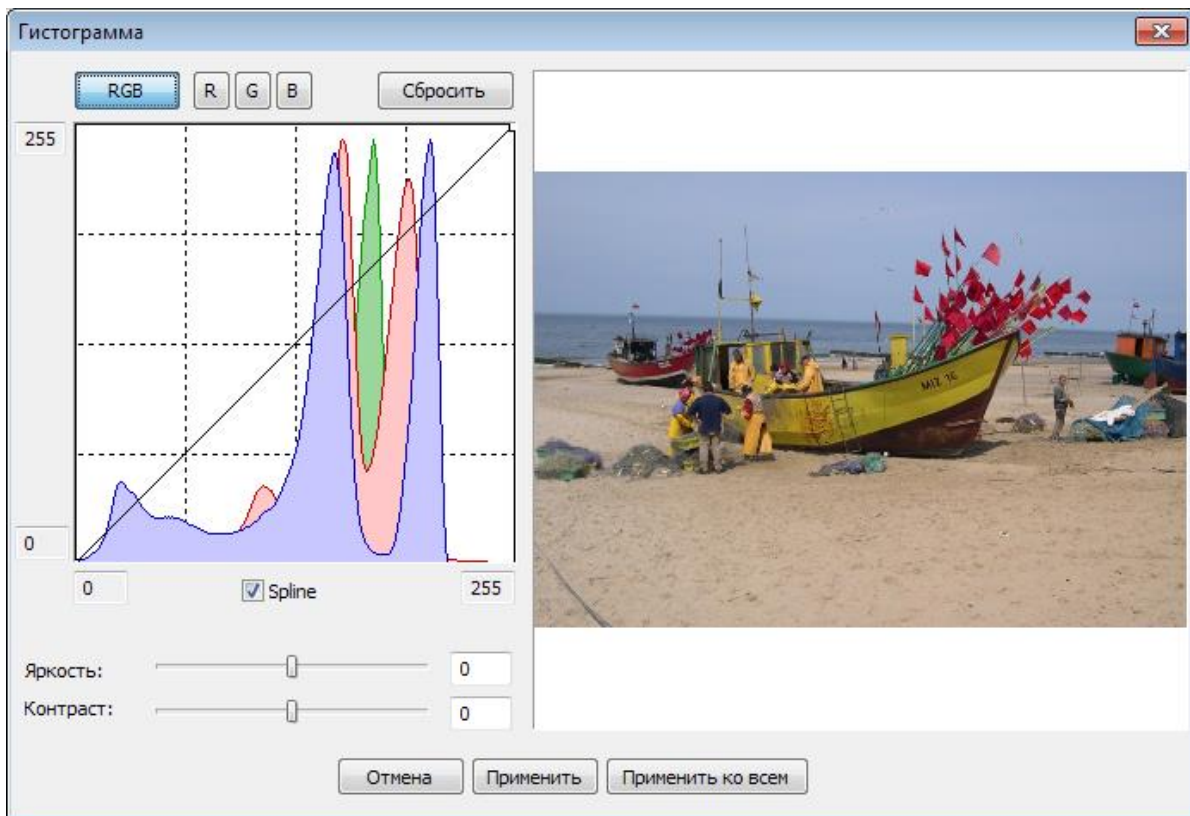 Гистограмма
RGB R G B Сбросить
255
0
0 Spline 255
Яркость: 0
Контраст: 0
Отмена Применить Применить ко всем